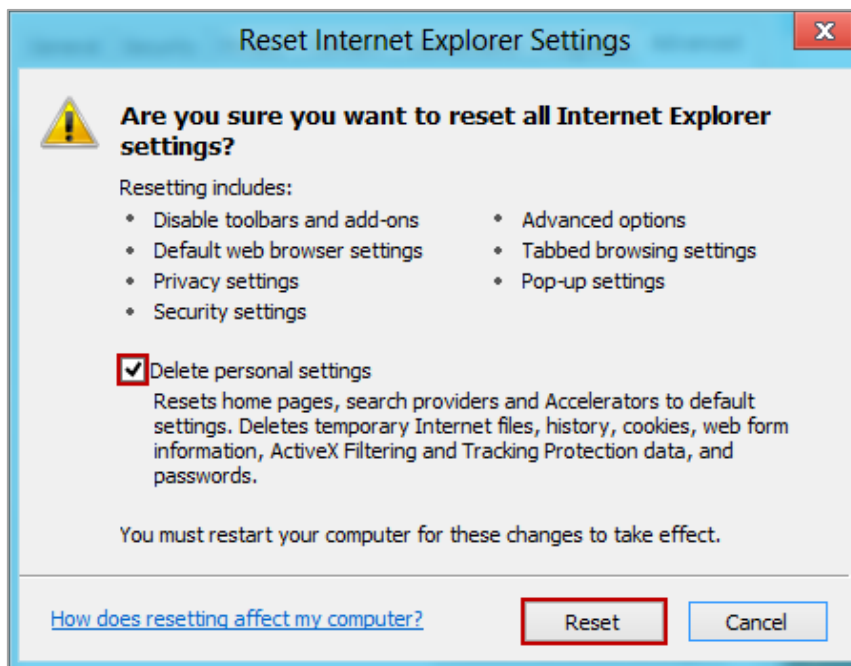 Reset Internet Explorer Settings
x
Are you sure you want to reset all Internet Explorer
settings?
Resetting includes:
• Disable toolbars and add-ons
• Default web browser settings
• Privacy settings
• Security settings
• Advanced options
• Tabbed browsing settings
• Pop-up settings
Delete personal settings
Resets home pages, search providers and Accelerators to default
settings. Deletes temporary Internet files, history, cookies, web form
information, ActiveX Filtering and Tracking Protection data, and
passwords.
You must restart your computer for these changes to take effect.
How does resetting affect my computer?
Reset
Cancel